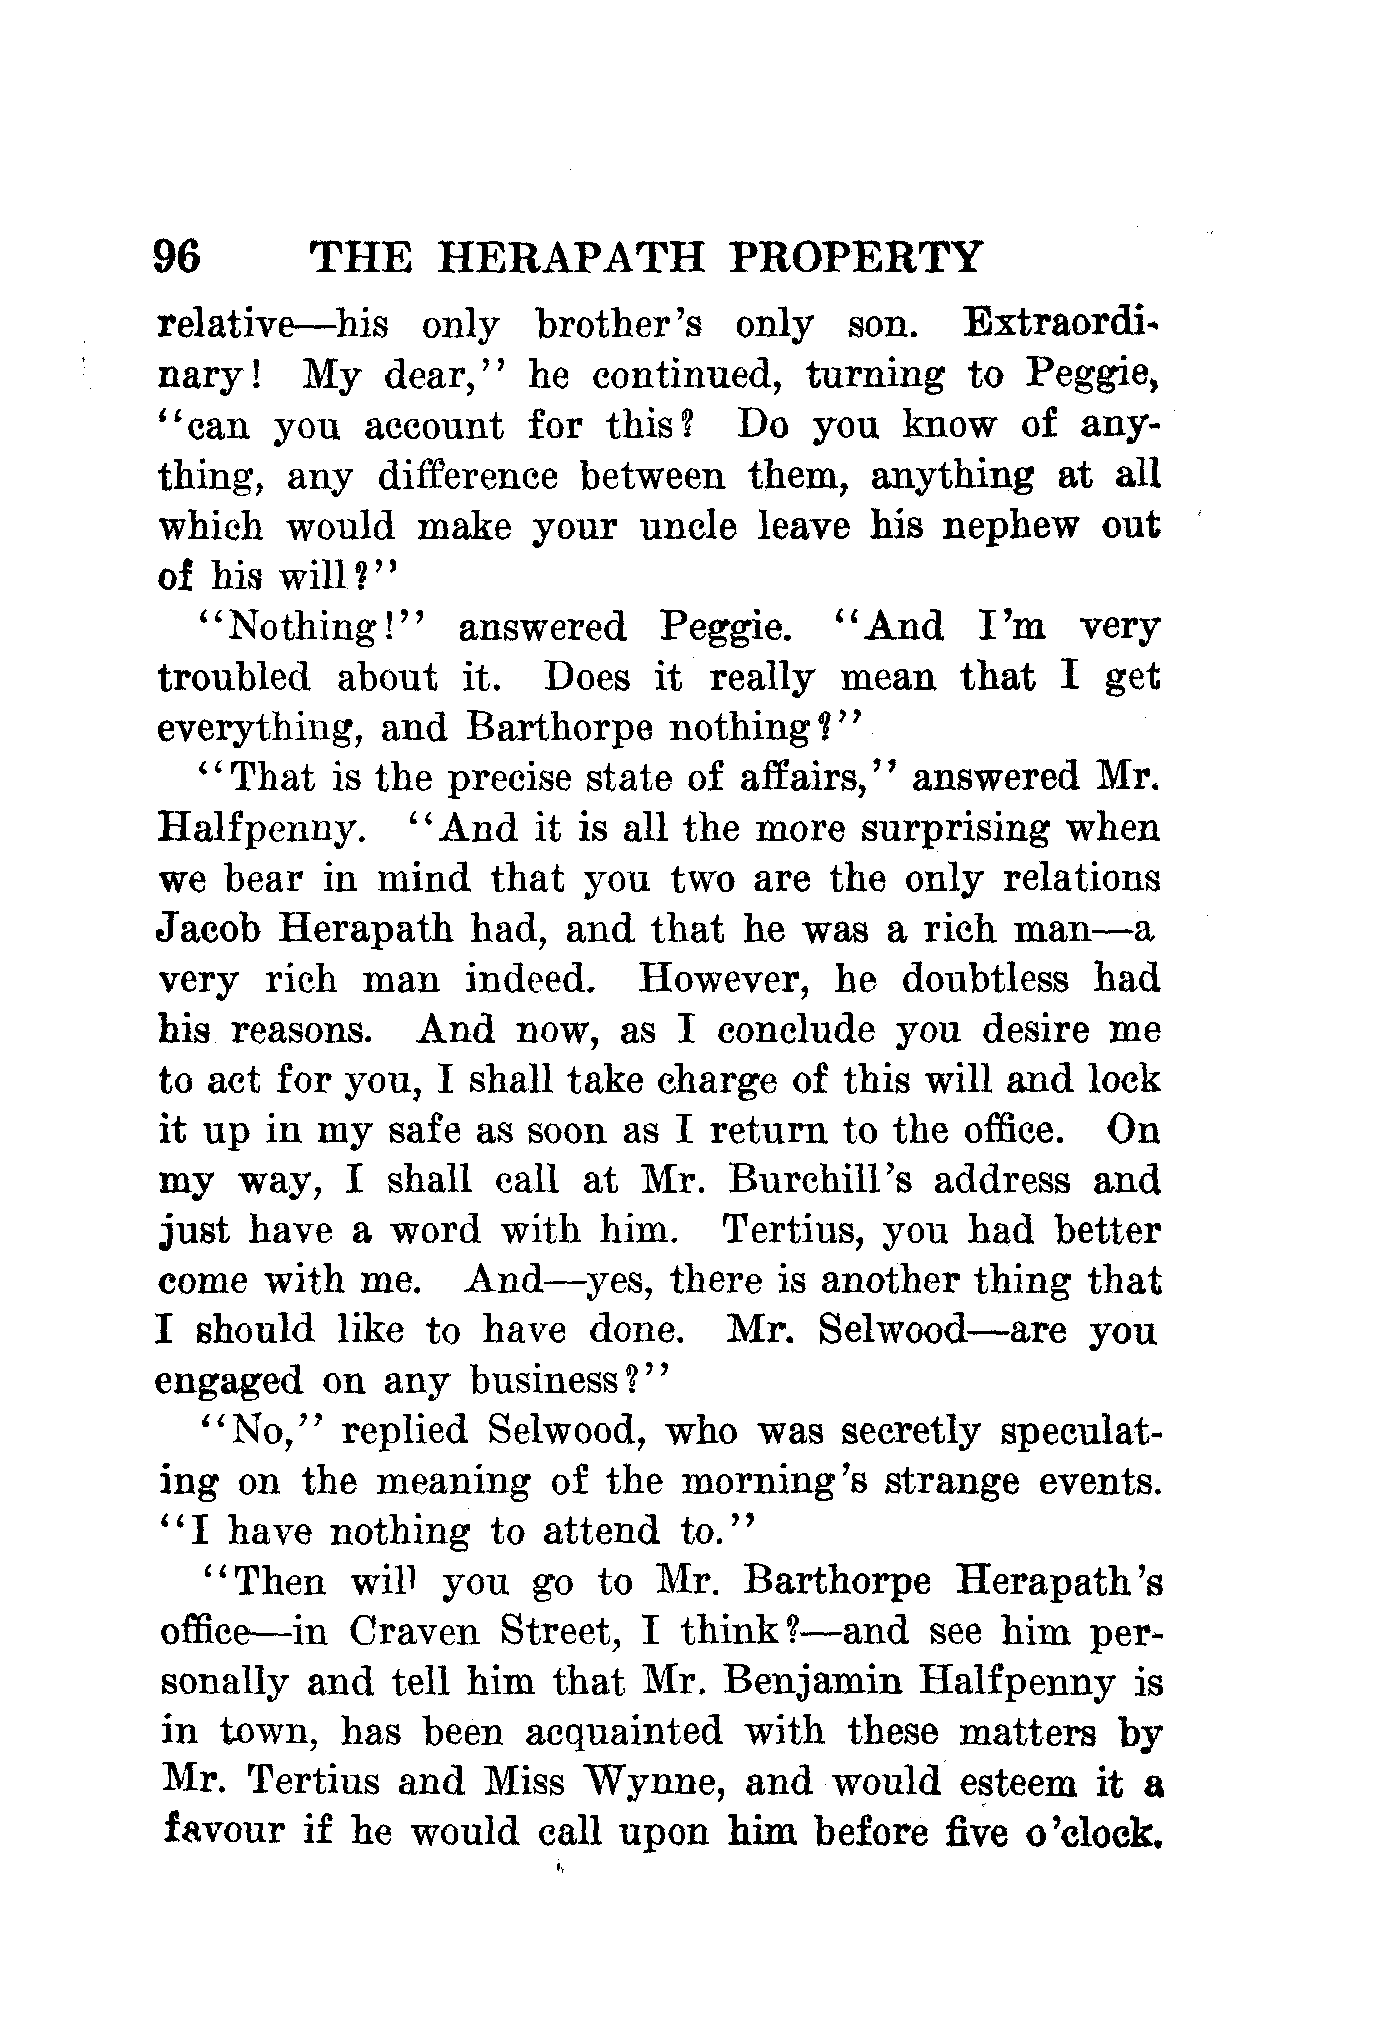 96 THE HERAPATH PROPERTY
relative—his only brother's only son. Extraordi-
nary! My dear," he continued, turning to Peggie,
"can you account for this? Do you know of any-
thing, any difference between them, anything at all
which would make your uncle leave his nephew out
of his will?"
"Nothing!" answered Peggie. "And I'm very
troubled about it. Does it really mean that I get
everything, and Barthorpe nothing?"
"That is the precise state of affairs," answered Mr.
Halfpenny. "And it is all the more surprising when
we bear in mind that you two are the only relations
Jacob Herapath had, and that he was a rich man—a
very rich man indeed. However, he doubtless had
his reasons. And now, as I conclude you desire me
to act for you, I shall take charge of this will and lock
it up in my safe as soon as I return to the office. On
my way, I shall call at Mr. Burchill's address and
just have a word with him. Tertius, you had better
come with me. And—yes, there is another thing that
I should like to have done. Mr. Selwood—are you
engaged on any business?"
"No," replied Selwood, who was secretly speculat-
ing on the meaning of the morning's strange events.
"I have nothing to attend to."
"Then will you go to Mr. Barthorpe Herapath's
office—in Craven Street, I think?—and see him per-
sonally and tell him that Mr. Benjamin Halfpenny is
in town, has been acquainted with these matters by
Mr. Tertius and Miss Wynne, and would esteem it a
favour if he would call upon him before five o'clock.